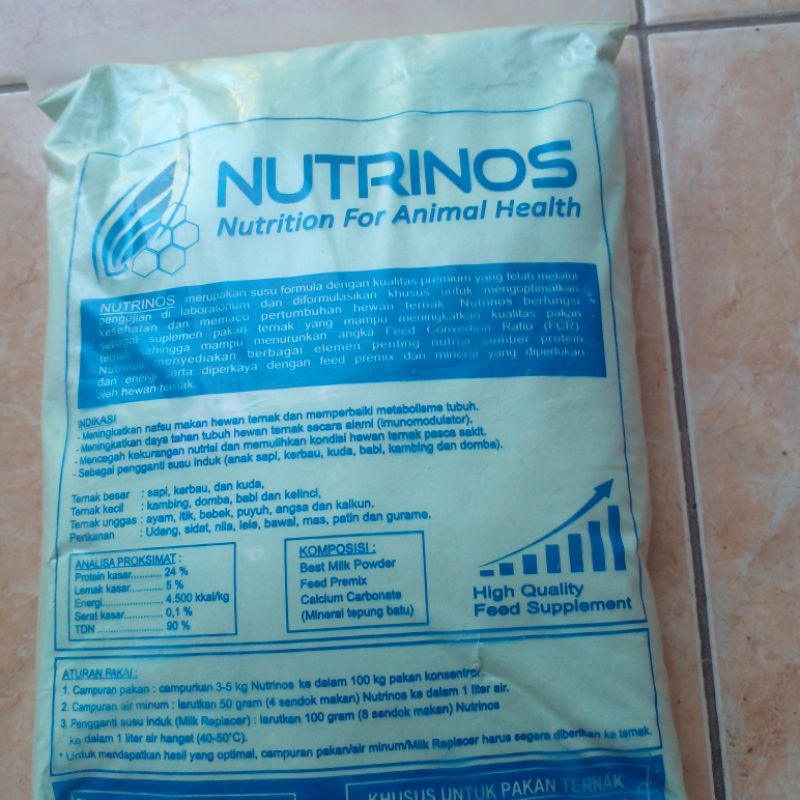 NUTRINOS
Nutrition For Animal Health
NUTRINOS merupakan susu formula dengan kualitas premium yang telah melalui
pengujian di laboratorium dan diformulasikan khusus untuk mengoptimalkan
kesehatan dan memacu pertumbuhan hewan ternak Nutrinos berfungsi
sebagai suplemen pakan ternak yang mampu meningkatkan kualitas pakan
ternak sehingga mampu menurunkan angka Feed Convertion Ratio (FCR).
Nutrinos menyediakan berbagai elemen penting nutrisi sumber protein
dan energi serta diperkaya dengan feed premix dan mineral yang diperlukan
oleh hewan ternak.
INDIKASI
- Meningkatkan nafsu makan hewan ternak dan memperbaiki metabolisme tubuh.
- Meningkatkan daya tahan tubuh hewan ternak secara alami (imunomodulator).
- Mencegah kekurangan nutrisi dan memulihkan kondisi hewan ternak pasca sakit.
- Sebagai pengganti susu induk (anak sapi, kerbau, kuda, babi, kambing dan domba).
Ternak besar : sapi, kerbau, dan kuda,
Ternak kecil : kambing, domba, babi dan kelinci,
Ternak unggas : ayam, itik, bebek, puyuh, angsa dan kalkun.
Perikanan : Udang, sidat, nila, lele, bawal, mas, patin dan gurame.
ANALISA PROKSIMAT :
Protein kasar........... 24 %
Lemak kasar........... 5 %
Energi..................... 4.500 kkal/kg
Serat kasar............. 0,1 %
TDN ....................... 90 %
KOMPOSISI :
Best Milk Powder
Feed Premix
Calcium Carbonate
(Mineral tepung batu)
High Quality
Feed Supplement
ATURAN PAKAI :
1. Campuran pakan : campurkan 3-5 kg Nutrinos ke dalam 100 kg pakan konsentrat.
2. Campuran air minum : larutkan 50 gram (4 sendok makan) Nutrinos ke dalam 1 liter air.
3. Pengganti susu induk (Milk Replacer) : larutkan 100 gram (8 sendok makan) Nutrinos
ke dalam 1 liter air hangat (40-50°C).
* Untuk mendapatkan hasil yang optimal, campuran pakan/air minum/Milk Replacer harus segera diberikan ke ternak.
KHUSUS UNTUK PAKAN TERNAK